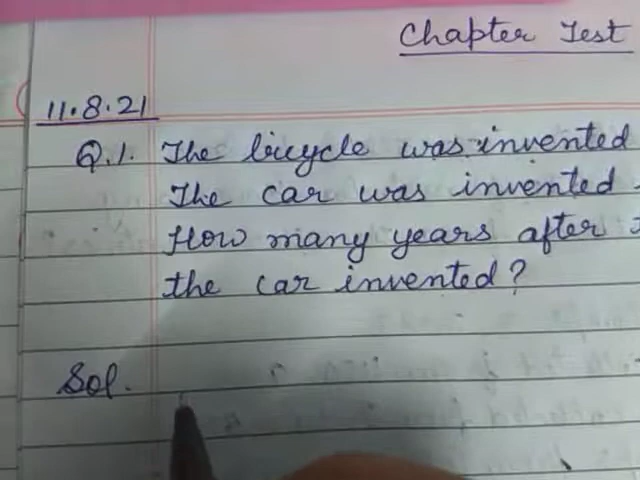 Chapter Test
11.8.21
Q.1. The bicycle was invented
The car was invented
How many years after
the car invented?
Sol.